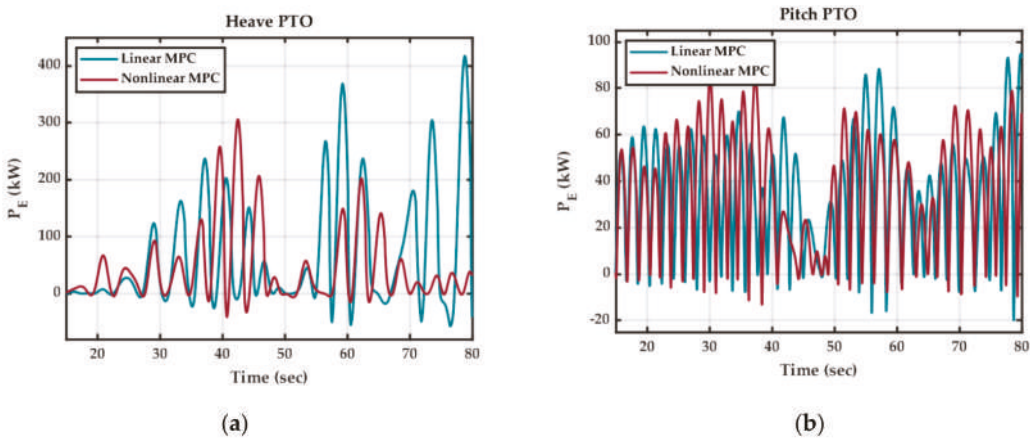 Heave PTO
Linear MPC
Nonlinear MPC
400
300
200
100
0
P_E (kW)
20 30 40 50 60 70 80
Time (sec)
(a)
Pitch PTO
Linear MPC
Nonlinear MPC
100
80
60
40
20
0
-20
P_E (kW)
20 30 40 50 60 70 80
Time (sec)
(b)